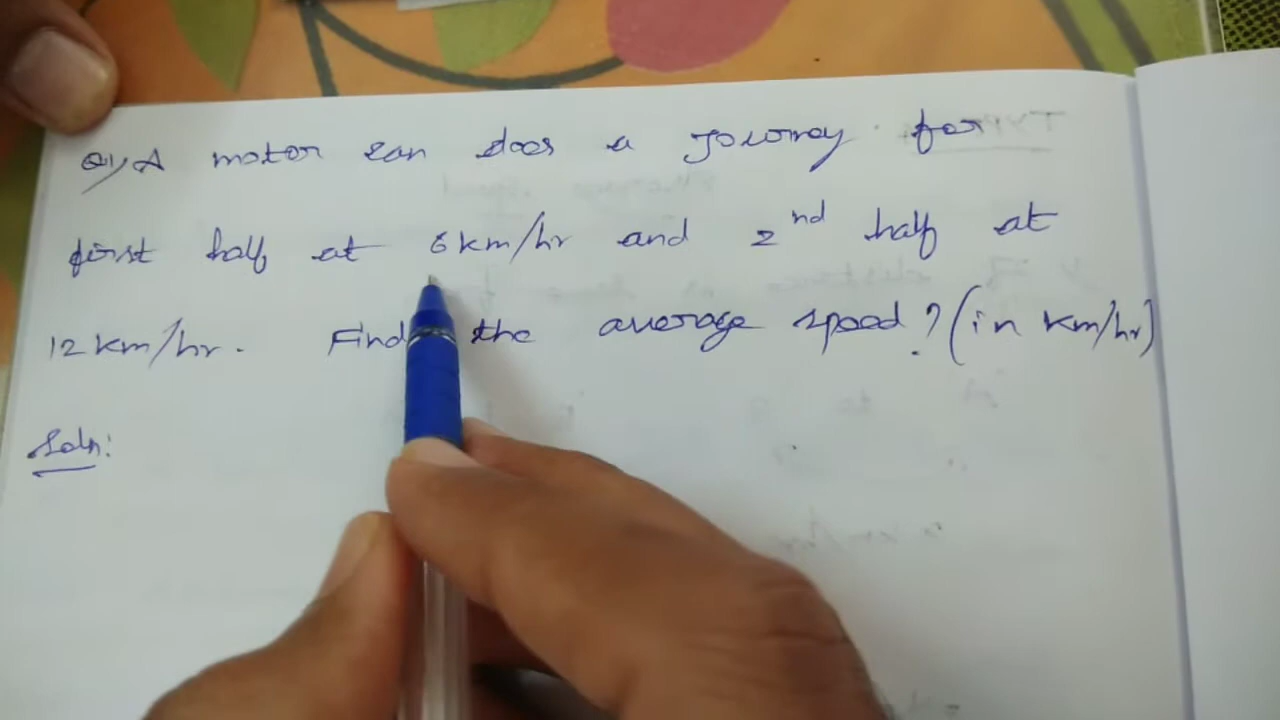 Q1) A motor car does a journey for
first half at 6 km/hr and 2nd half at
12 km/hr. Find the average speed? (in km/hr)
Soln: